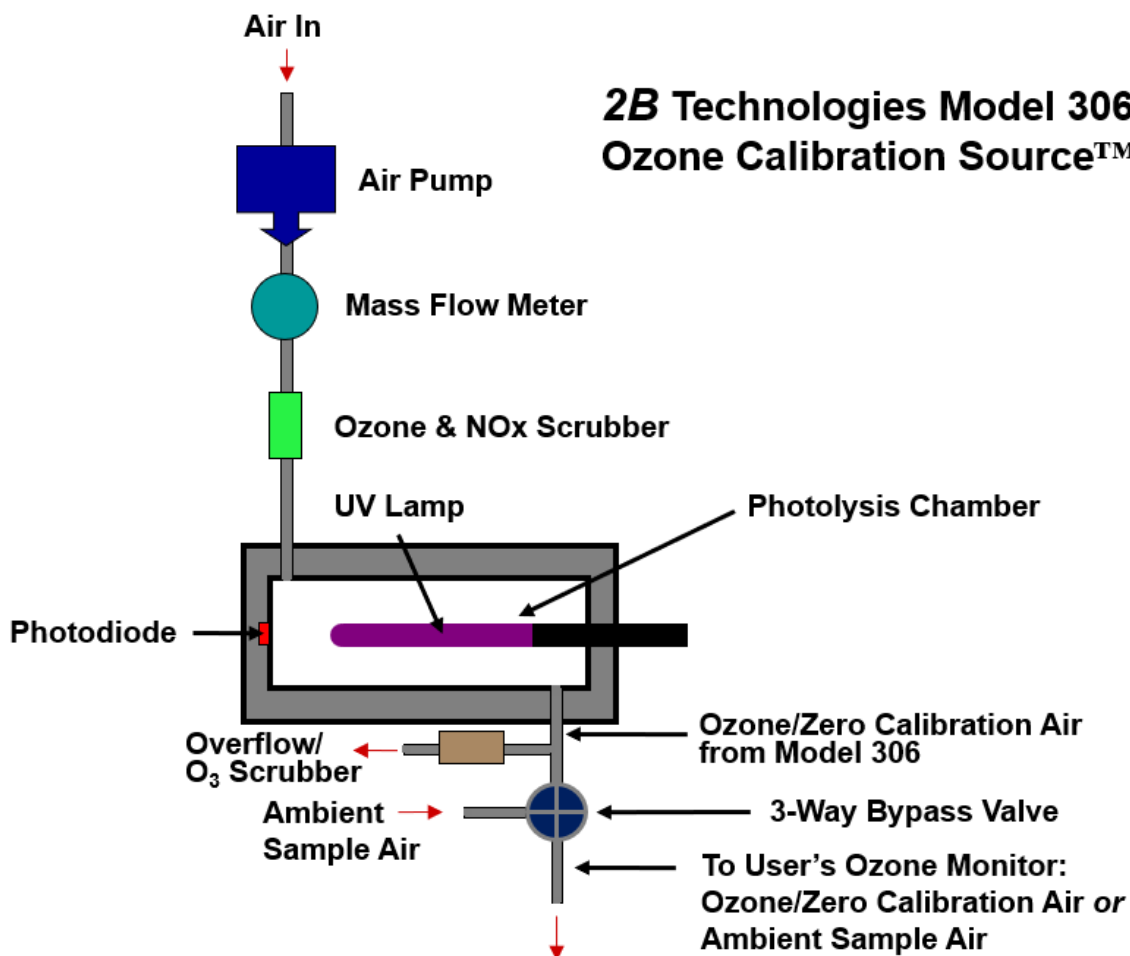 Air In
2B Technologies Model 306
Ozone Calibration Source™
Air Pump
Mass Flow Meter
Ozone & NOx Scrubber
UV Lamp
Photolysis Chamber
Photodiode
Ozone/Zero Calibration Air
from Model 306
Overflow/
O₃ Scrubber
Ambient
Sample Air
3-Way Bypass Valve
To User's Ozone Monitor:
Ozone/Zero Calibration Air or
Ambient Sample Air